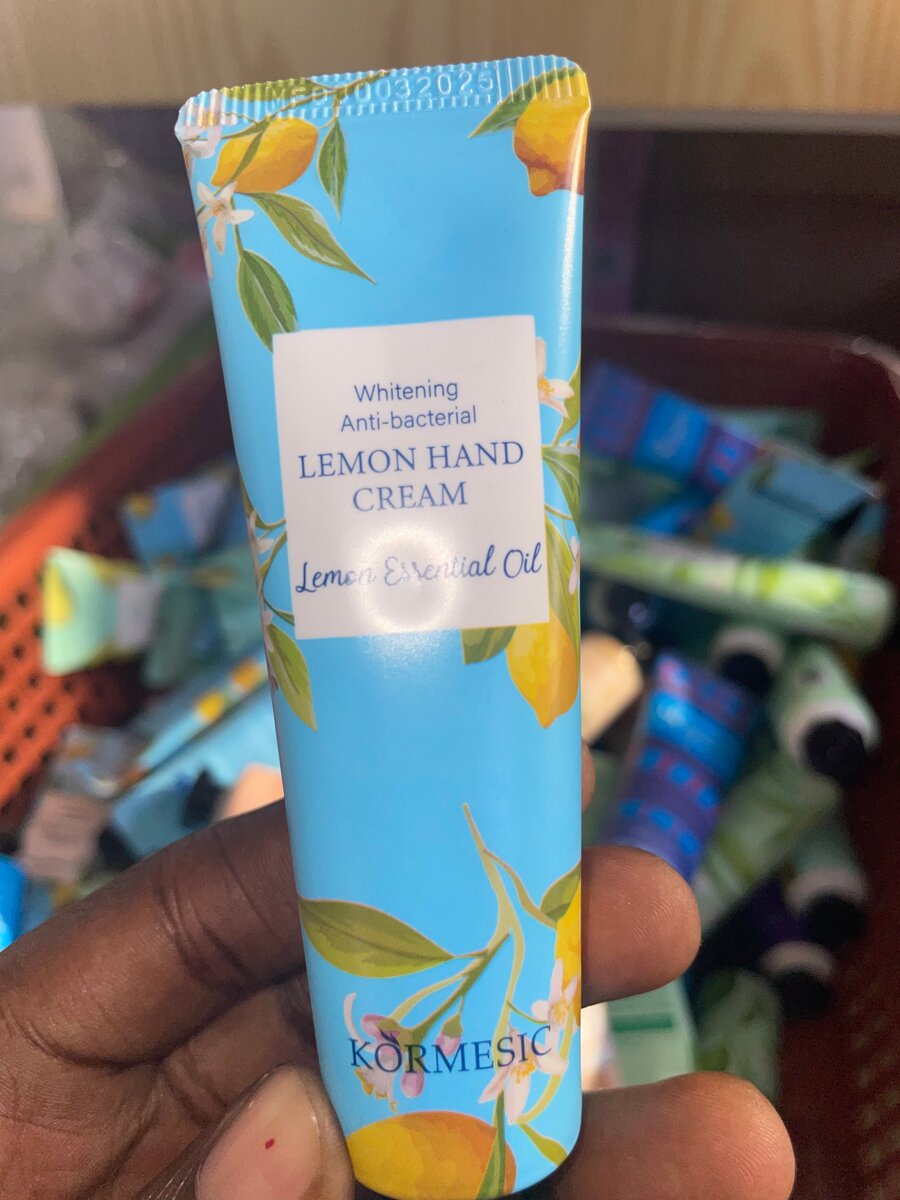 Whitening
Anti-bacterial
LEMON HAND
CREAM
Lemon Essential Oil
KORMESIC